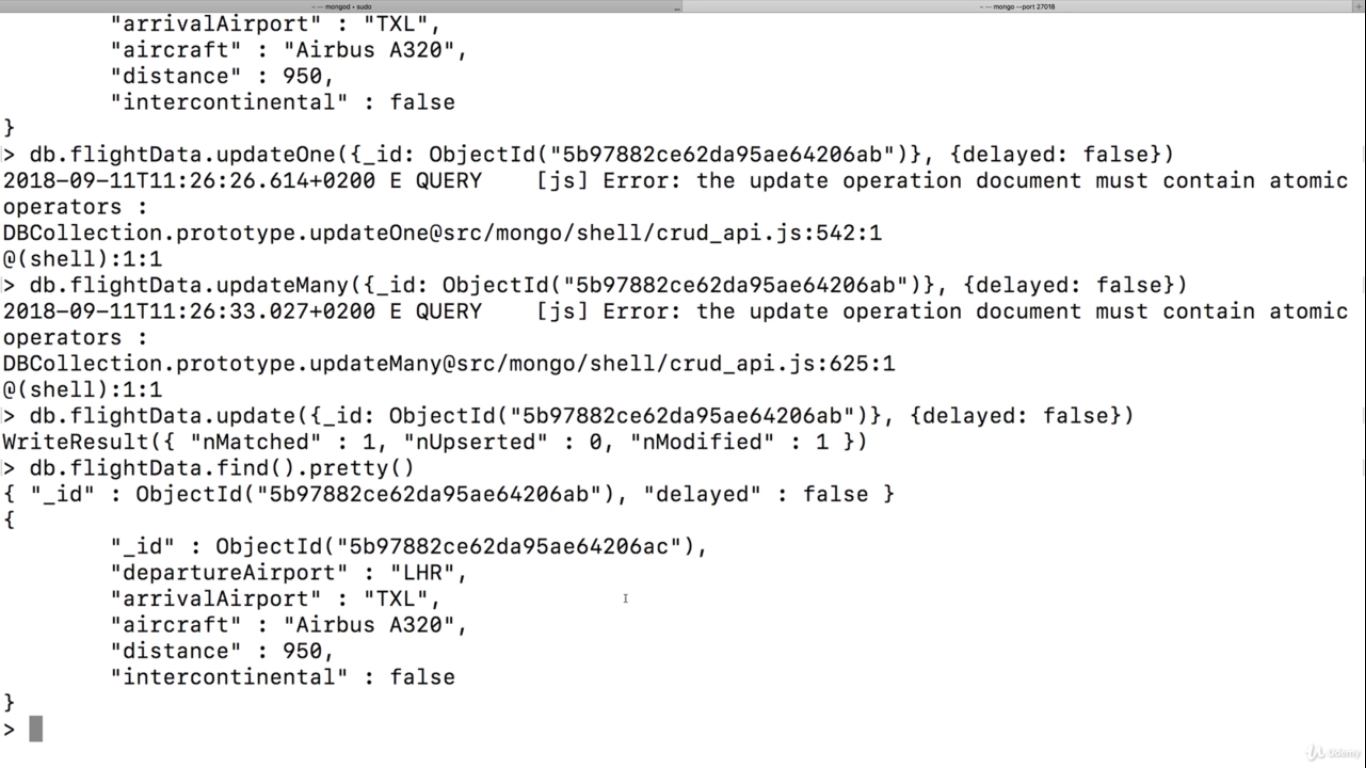 ~ — mongod ‹ sudo
~ — mongo --port 27018
"arrivalAirport" : "TXL",
"aircraft" : "Airbus A320",
"distance" : 950,
"intercontinental" : false
}
> db.flightData.updateOne({_id: ObjectId("5b97882ce62da95ae64206ab")}, {delayed: false})
2018-09-11T11:26:26.614+0200 E QUERY    [js] Error: the update operation document must contain atomic
operators :
DBCollection.prototype.updateOne@src/mongo/shell/crud_api.js:542:1
@(shell):1:1
> db.flightData.updateMany({_id: ObjectId("5b97882ce62da95ae64206ab")}, {delayed: false})
2018-09-11T11:26:33.027+0200 E QUERY    [js] Error: the update operation document must contain atomic
operators :
DBCollection.prototype.updateMany@src/mongo/shell/crud_api.js:625:1
@(shell):1:1
> db.flightData.update({_id: ObjectId("5b97882ce62da95ae64206ab")}, {delayed: false})
WriteResult({ "nMatched" : 1, "nUpserted" : 0, "nModified" : 1 })
> db.flightData.find().pretty()
{ "_id" : ObjectId("5b97882ce62da95ae64206ab"), "delayed" : false }
{
"_id" : ObjectId("5b97882ce62da95ae64206ac"),
"departureAirport" : "LHR",
"arrivalAirport" : "TXL",
"aircraft" : "Airbus A320",
"distance" : 950,
"intercontinental" : false
}
>
Udemy